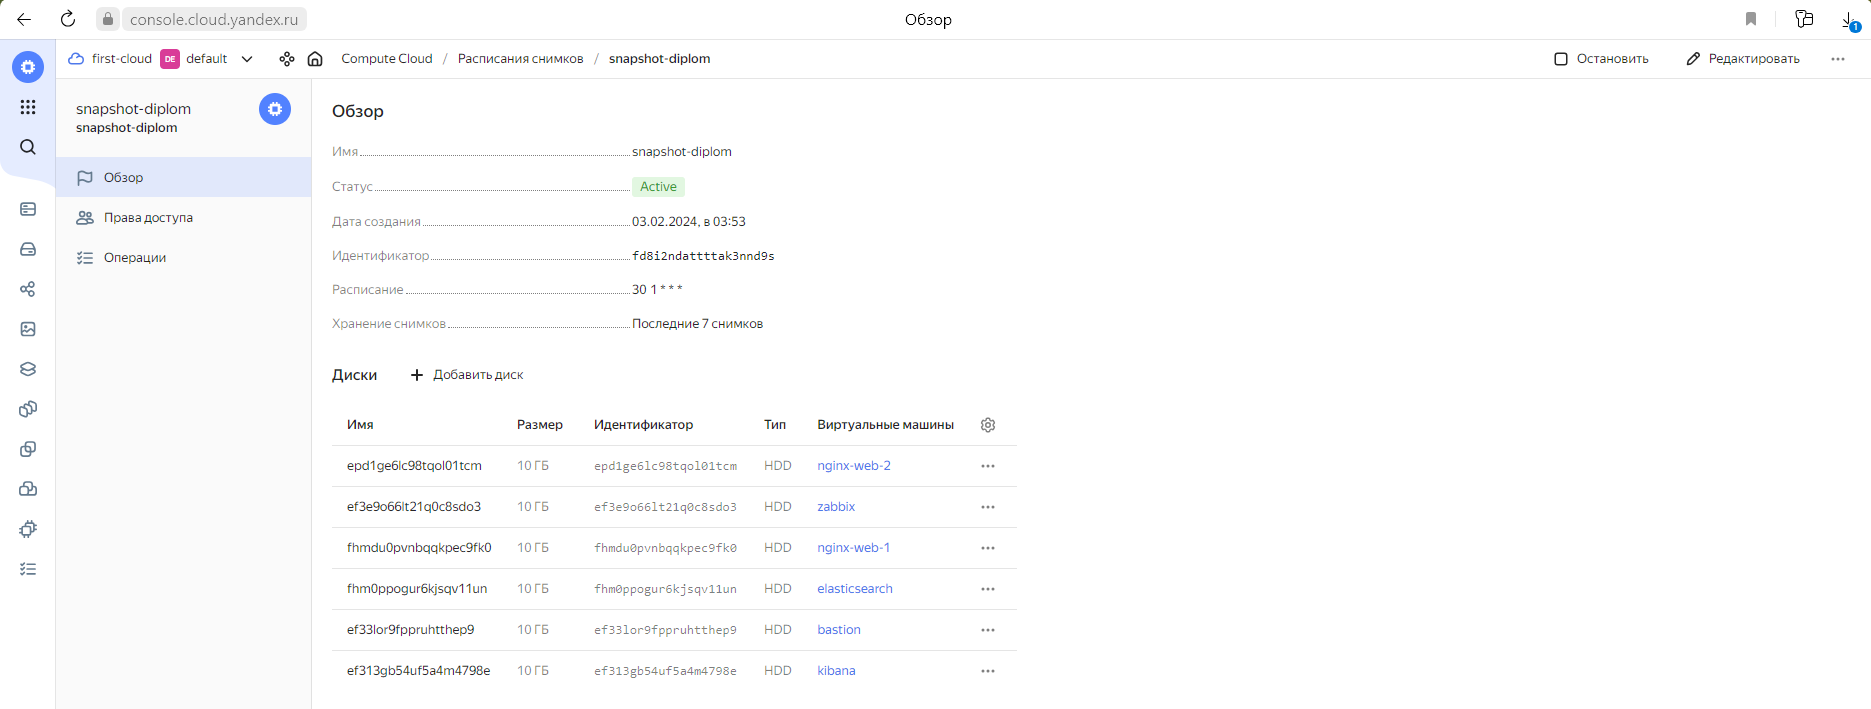 console.cloud.yandex.ru
Обзор
1
first-cloud DE default Compute Cloud / Расписания снимков / snapshot-diplom Остановить Редактировать
snapshot-diplom
snapshot-diplom
Обзор
Права доступа
Операции
Обзор
Имя snapshot-diplom
Статус Active
Дата создания 03.02.2024, в 03:53
Идентификатор fd8i2ndattttak3nnd9s
Расписание 30 1 * * *
Хранение снимков Последние 7 снимков
Диски Добавить диск
Имя Размер Идентификатор Тип Виртуальные машины
epd1ge6lc98tqol01tcm 10 ГБ epd1ge6lc98tqol01tcm HDD nginx-web-2
ef3e9o66lt21q0c8sdo3 10 ГБ ef3e9o66lt21q0c8sdo3 HDD zabbix
fhmdu0pvnbqqkpec9fk0 10 ГБ fhmdu0pvnbqqkpec9fk0 HDD nginx-web-1
fhm0ppogur6kjsqv11un 10 ГБ fhm0ppogur6kjsqv11un HDD elasticsearch
ef33lor9fppruhtthep9 10 ГБ ef33lor9fppruhtthep9 HDD bastion
ef313gb54uf5a4m4798e 10 ГБ ef313gb54uf5a4m4798e HDD kibana